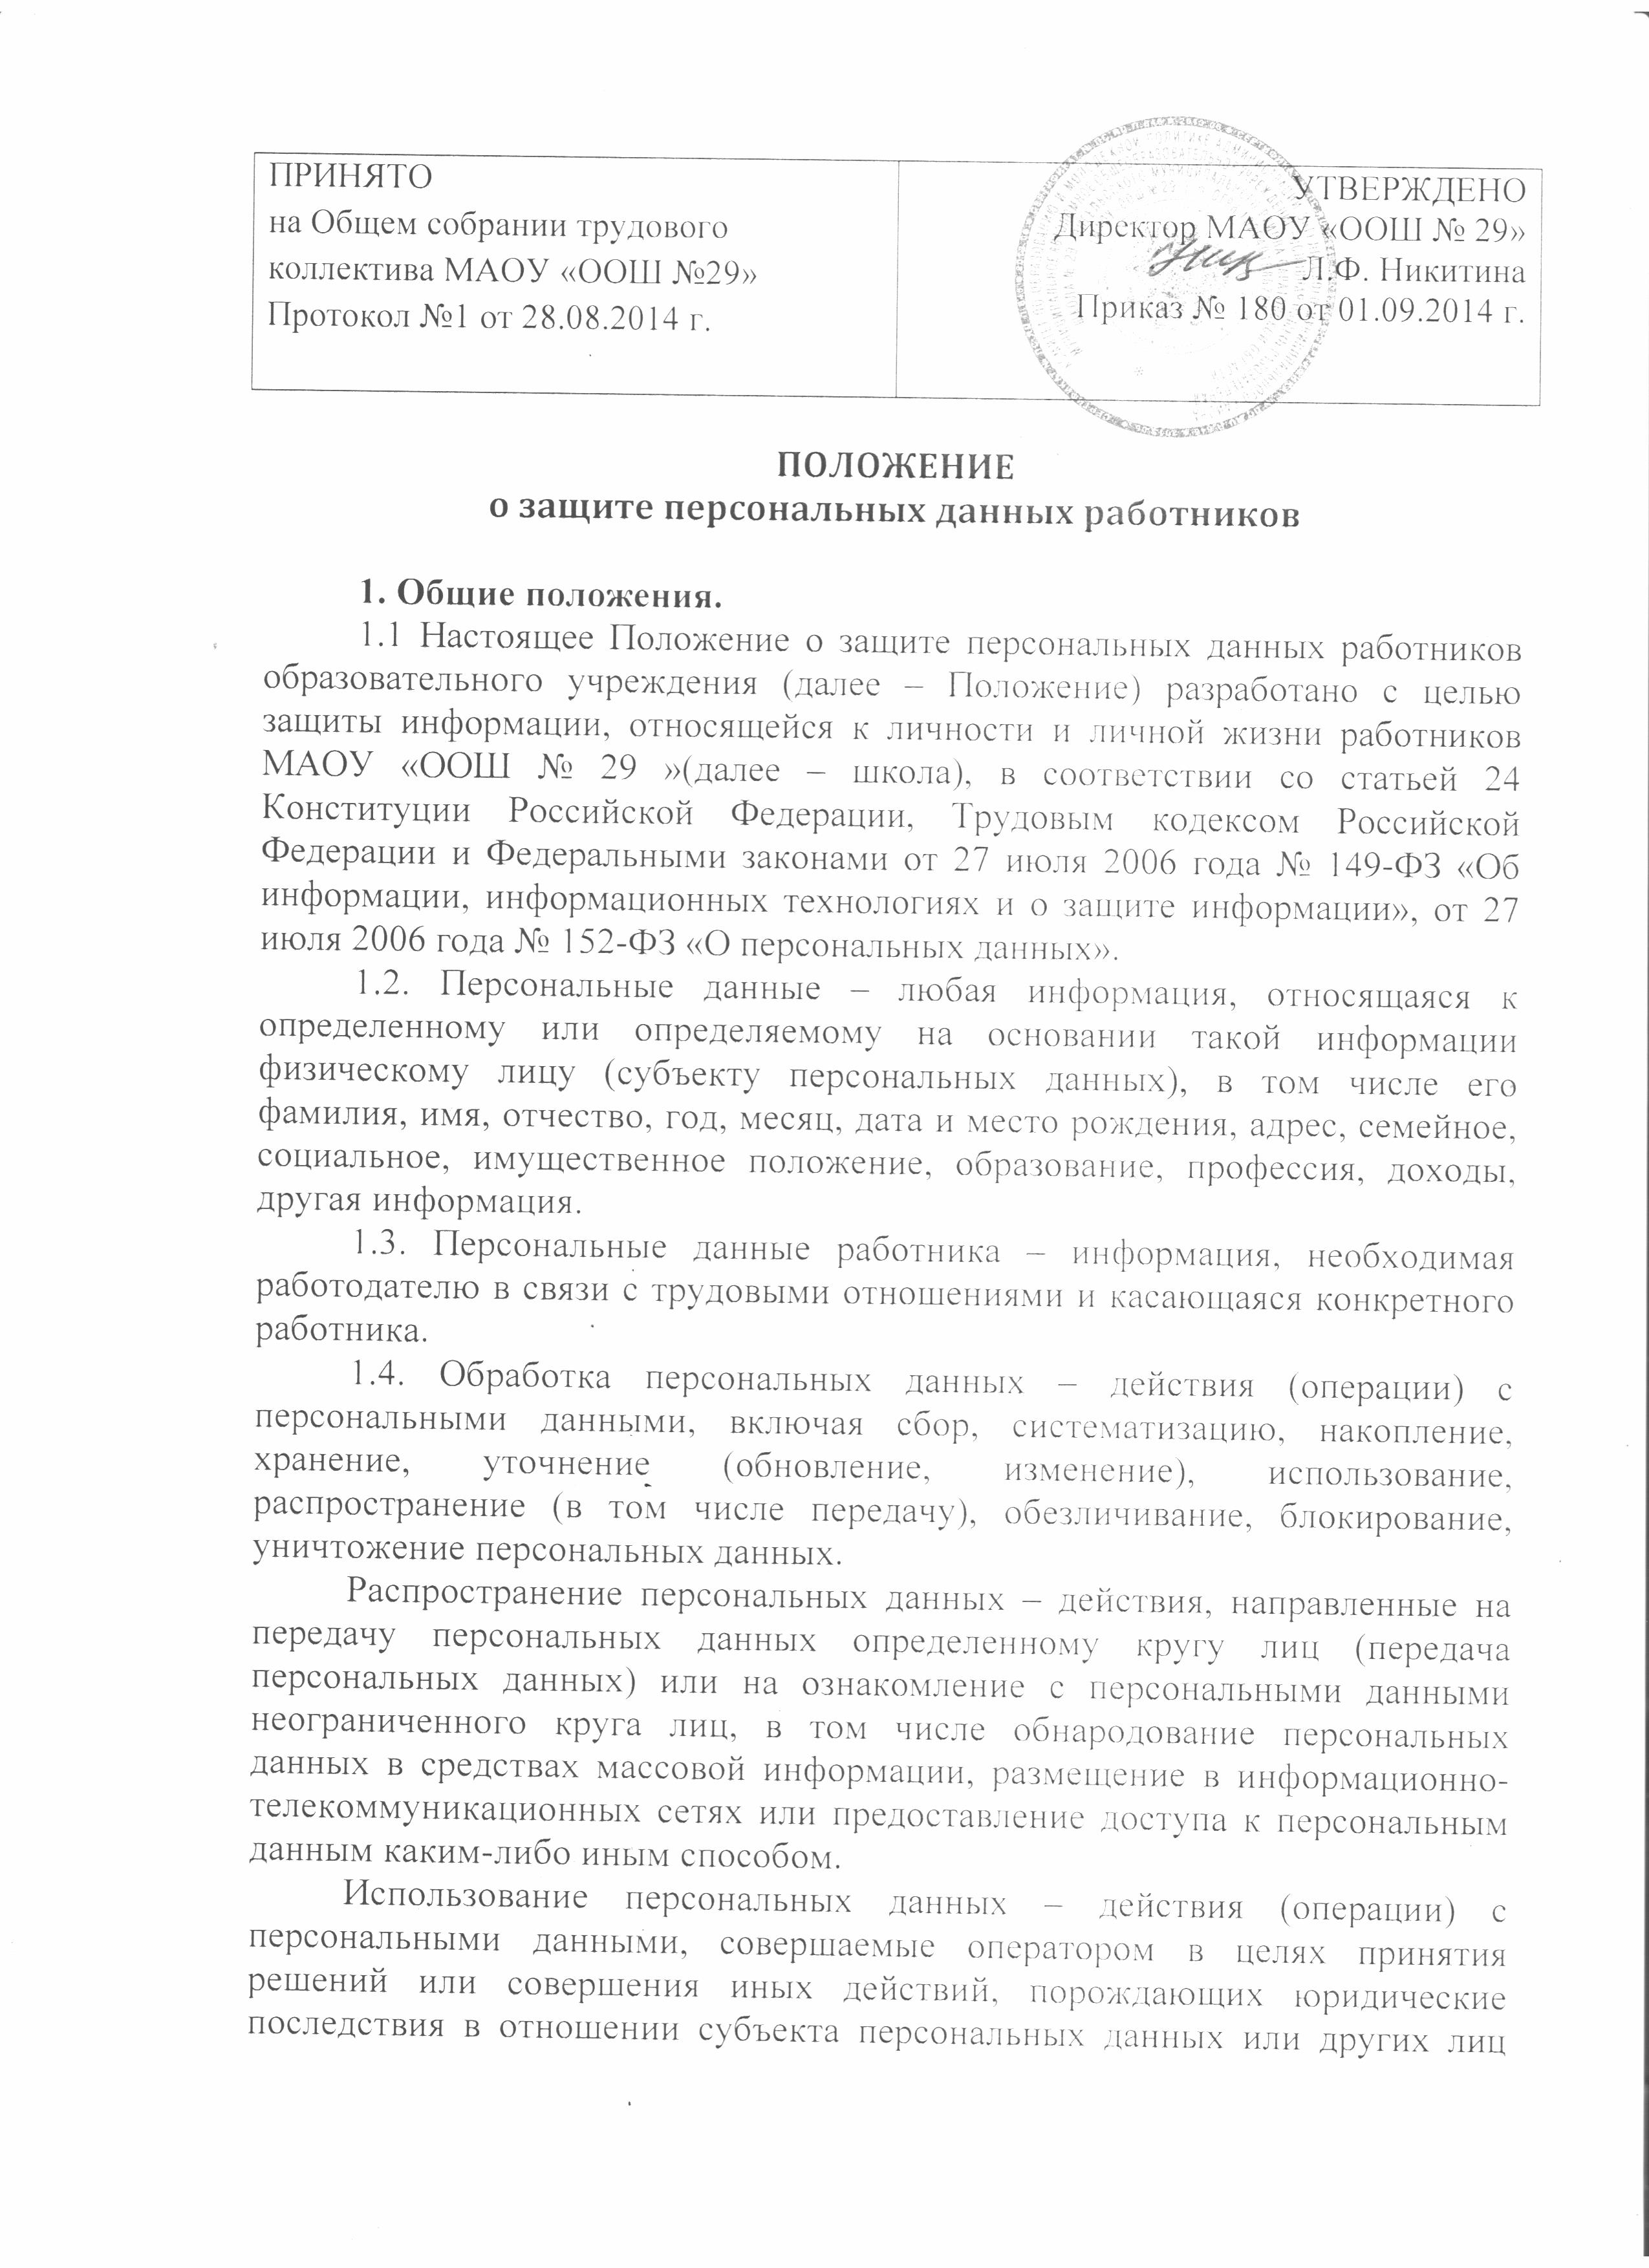 ПРИНЯТО
на Общем собрании трудового
коллектива МАОУ «ООШ №29»
Протокол №1 от 28.08.2014 г.
УТВЕРЖДЕНО
Директор МАОУ «ООШ № 29»
Л.Ф. Никитина
Приказ № 180 от 01.09.2014 г.
ПОЛОЖЕНИЕ
о защите персональных данных работников
1. Общие положения.
1.1 Настоящее Положение о защите персональных данных работников
образовательного учреждения (далее – Положение) разработано с целью
защиты информации, относящейся к личности и личной жизни работников
МАОУ «ООШ № 29 »(далее – школа), в соответствии со статьей 24
Конституции Российской Федерации, Трудовым кодексом Российской
Федерации и Федеральными законами от 27 июля 2006 года № 149-ФЗ «Об
информации, информационных технологиях и о защите информации», от 27
июля 2006 года № 152-ФЗ «О персональных данных».
1.2. Персональные данные – любая информация, относящаяся к
определенному или определяемому на основании такой информации
физическому лицу (субъекту персональных данных), в том числе его
фамилия, имя, отчество, год, месяц, дата и место рождения, адрес, семейное,
социальное, имущественное положение, образование, профессия, доходы,
другая информация.
1.3. Персональные данные работника – информация, необходимая
работодателю в связи с трудовыми отношениями и касающаяся конкретного
работника.
1.4. Обработка персональных данных – действия (операции) с
персональными данными, включая сбор, систематизацию, накопление,
хранение, уточнение (обновление, изменение), использование,
распространение (в том числе передачу), обезличивание, блокирование,
уничтожение персональных данных.
Распространение персональных данных – действия, направленные на
передачу персональных данных определенному кругу лиц (передача
персональных данных) или на ознакомление с персональными данными
неограниченного круга лиц, в том числе обнародование персональных
данных в средствах массовой информации, размещение в информационно-
телекоммуникационных сетях или предоставление доступа к персональным
данным каким-либо иным способом.
Использование персональных данных – действия (операции) с
персональными данными, совершаемые оператором в целях принятия
решений или совершения иных действий, порождающих юридические
последствия в отношении субъекта персональных данных или других лиц